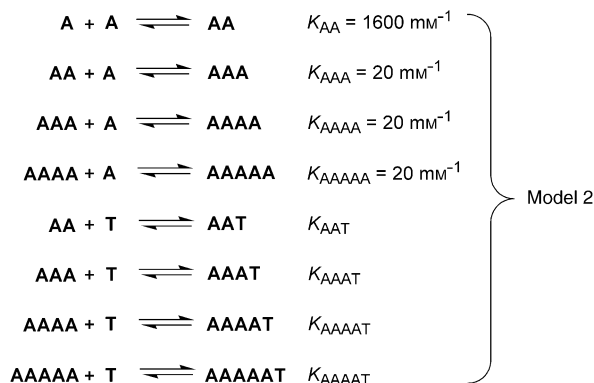 A + A ⇌ AA K_AA = 1600 mM⁻¹
AA + A ⇌ AAA K_AAA = 20 mM⁻¹
AAA + A ⇌ AAAA K_AAAA = 20 mM⁻¹
AAAA + A ⇌ AAAAA K_AAAAA = 20 mM⁻¹
AA + T ⇌ AAT K_AAT
AAA + T ⇌ AAAT K_AAAT
AAAA + T ⇌ AAAAT K_AAAAT
AAAAA + T ⇌ AAAAAT K_AAAAT
Model 2